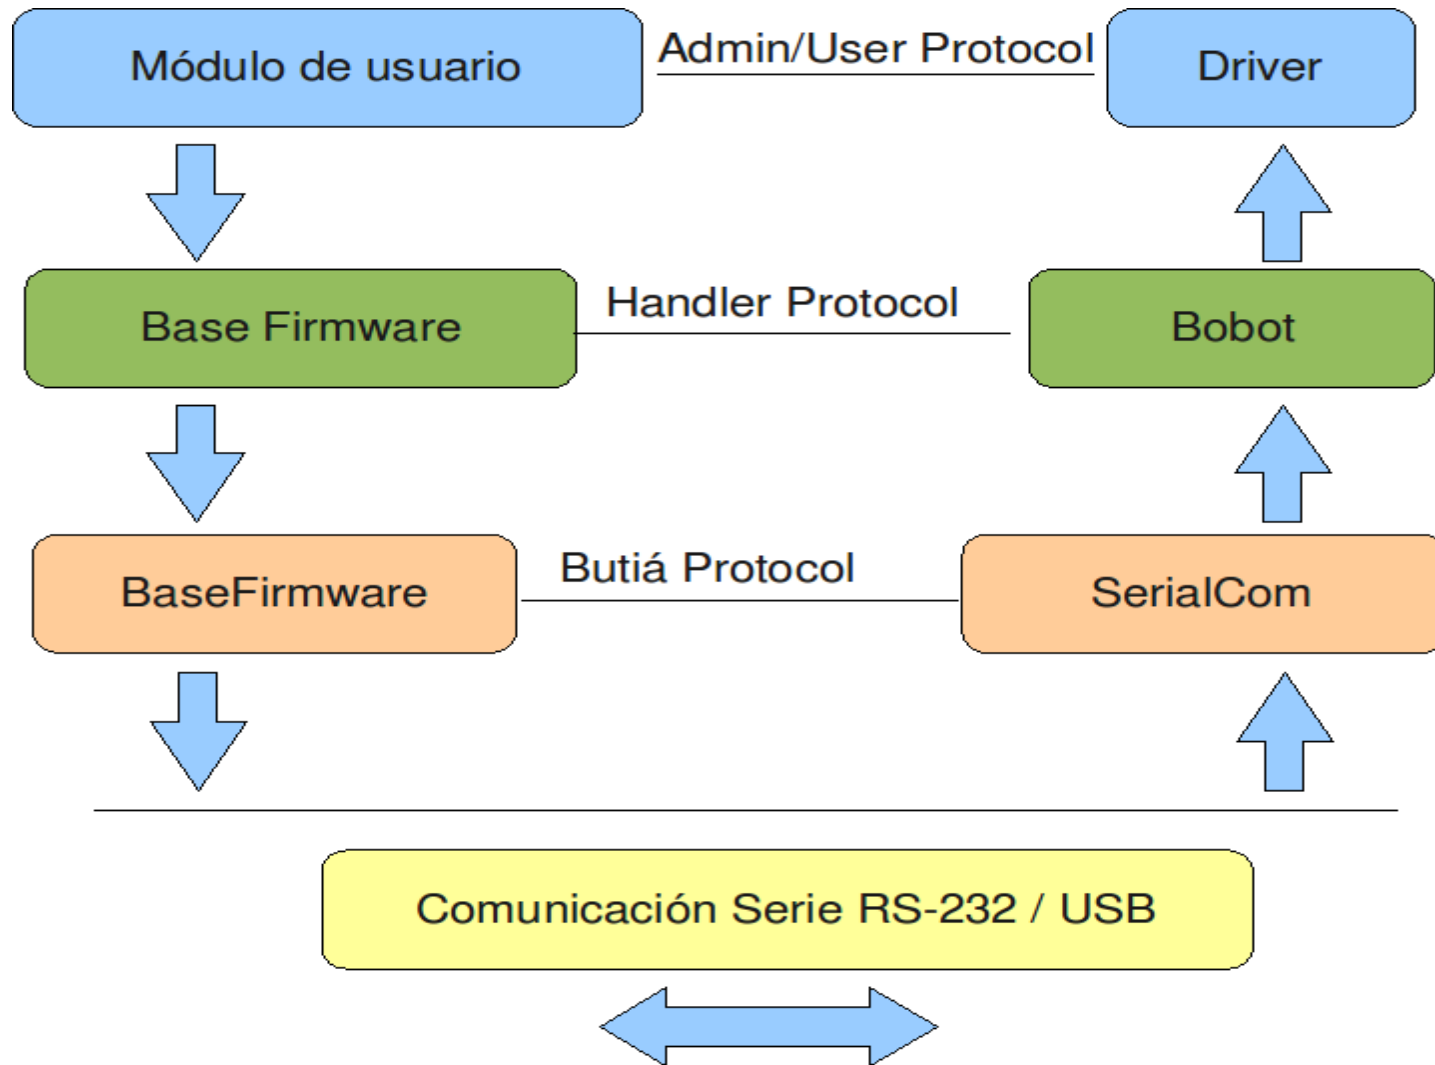 Módulo de usuario
Admin/User Protocol
Driver
Base Firmware
Handler Protocol
Bobot
BaseFirmware
Butiá Protocol
SerialCom
Comunicación Serie RS-232 / USB